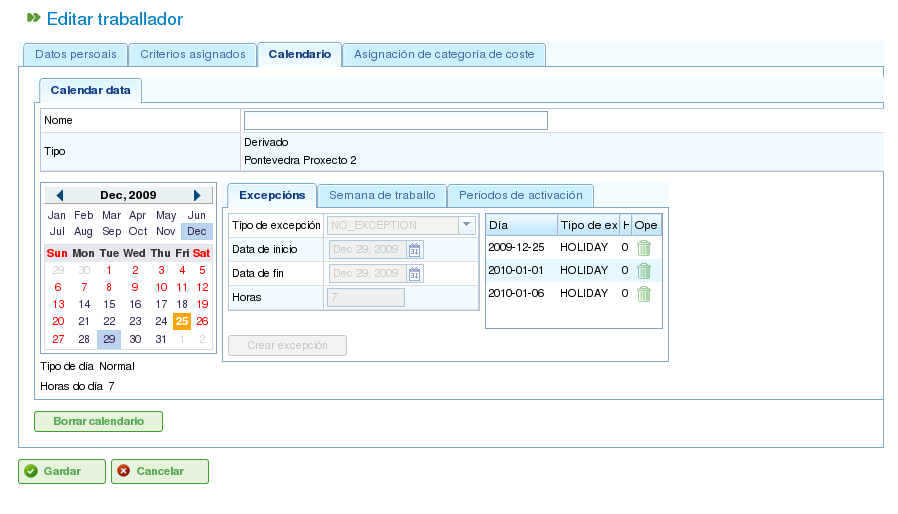 Editar traballador
Datos persoais Criterios asignados Calendario Asignación de categoría de coste
Calendar data
Nome
Tipo
Derivado
Pontevedra Proxecto 2
Dec, 2009
Jan Feb Mar Apr May Jun
Jul Aug Sep Oct Nov Dec
Sun Mon Tue Wed Thu Fri Sat
29 30 1 2 3 4 5
6 7 8 9 10 11 12
13 14 15 16 17 18 19
20 21 22 23 24 25 26
27 28 29 30 31 1 2
Tipo de día Normal
Horas do día 7
Excepcións Semana de traballo Períodos de activación
Tipo de excepción NO_EXCEPTION
Data de inicio Dec 29, 2009 31
Data de fin Dec 29, 2009 31
Horas 7
Crear excepción
Día Tipo de ex H Ope
2009-12-25 HOLIDAY 0
2010-01-01 HOLIDAY 0
2010-01-06 HOLIDAY 0
Borrar calendario
Gardar Cancelar